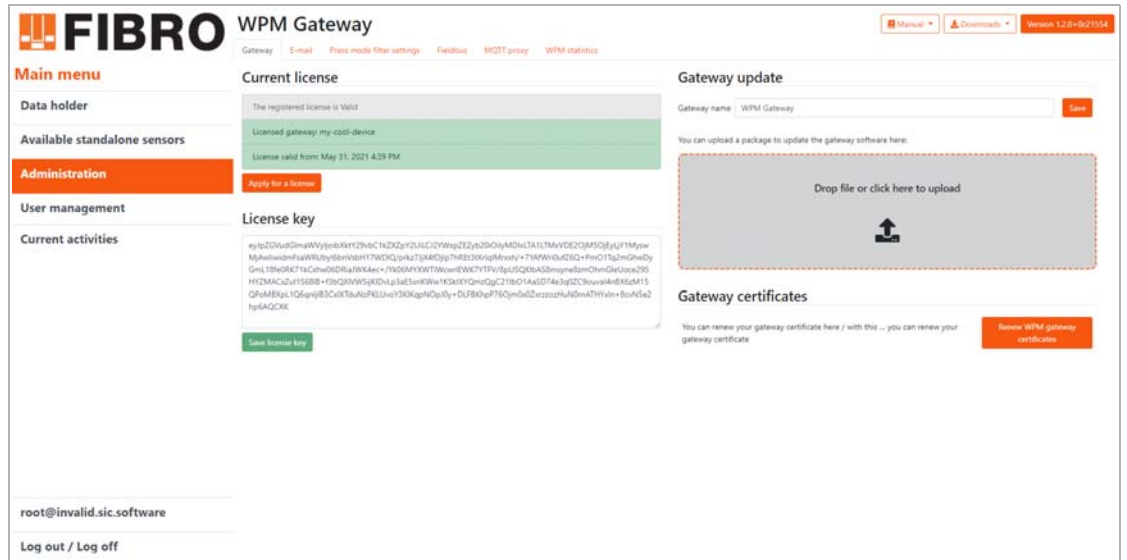 FIBRO
WPM Gateway
Manual
Downloads
Version 1.2.0+0c21554
Gateway
E-mail
Press mode filter settings
Fieldbus
MQTT proxy
WPM statistics
Main menu
Data holder
Available standalone sensors
Administration
User management
Current activities
root@invalid.sic.software
Log out / Log off
Current license
The registered license is Valid
Licensed gateway: my-cool-device
License valid from: May 31, 2021 4:39 PM
Apply for a license
License key
Save license key
Gateway update
Gateway name
WPM Gateway
Save
You can upload a package to update the gateway software here:
Drop file or click here to upload
Gateway certificates
You can renew your gateway certificate here / with this ... you can renew your
gateway certificate
Renew WPM gateway
certificates